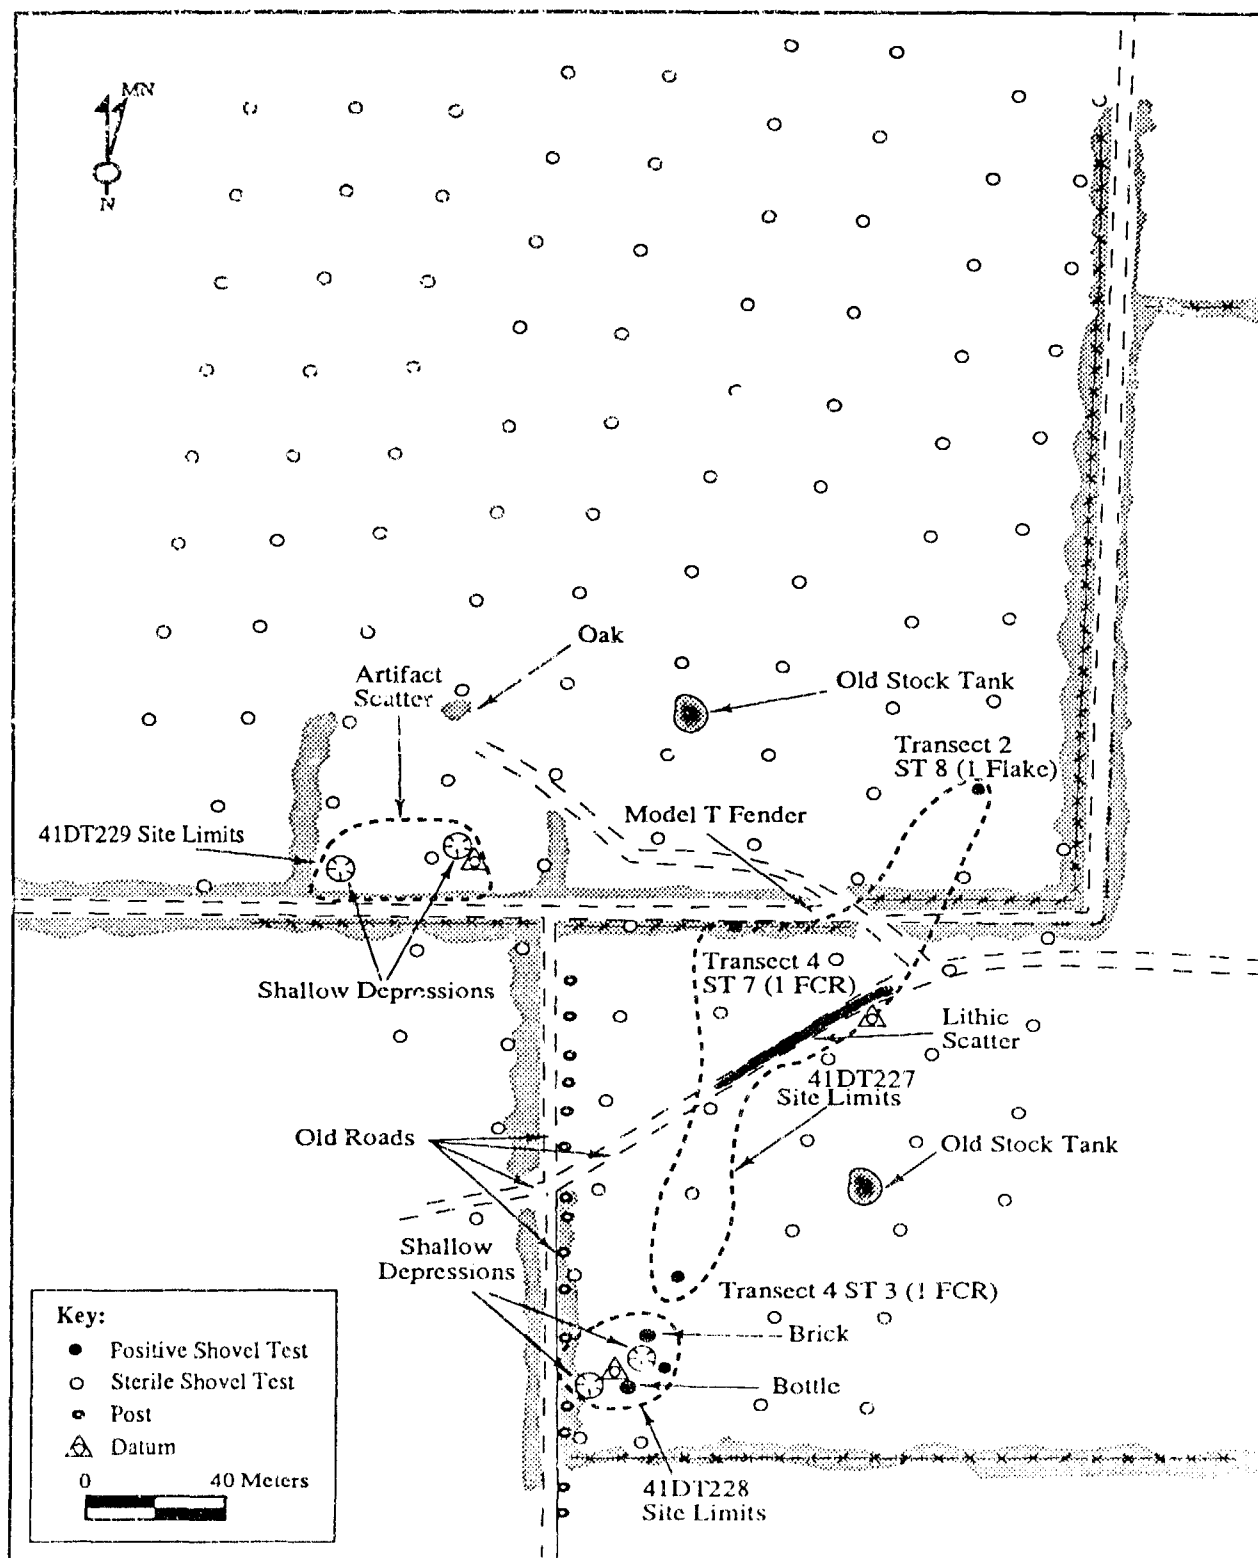 MN
N
Oak
Artifact
Scatter
Old Stock Tank
Transect 2
ST 8 (1 Flake)
Model T Fender
41DT229 Site Limits
Transect 4
ST 7 (1 FCR)
Shallow Depressions
Lithic
Scatter
41DT227
Site Limits
Old Roads
Old Stock Tank
Shallow
Depressions
Transect 4 ST 3 (1 FCR)
Brick
Bottle
41DT228
Site Limits
Key:
Positive Shovel Test
Sterile Shovel Test
Post
Datum
0 40 Meters